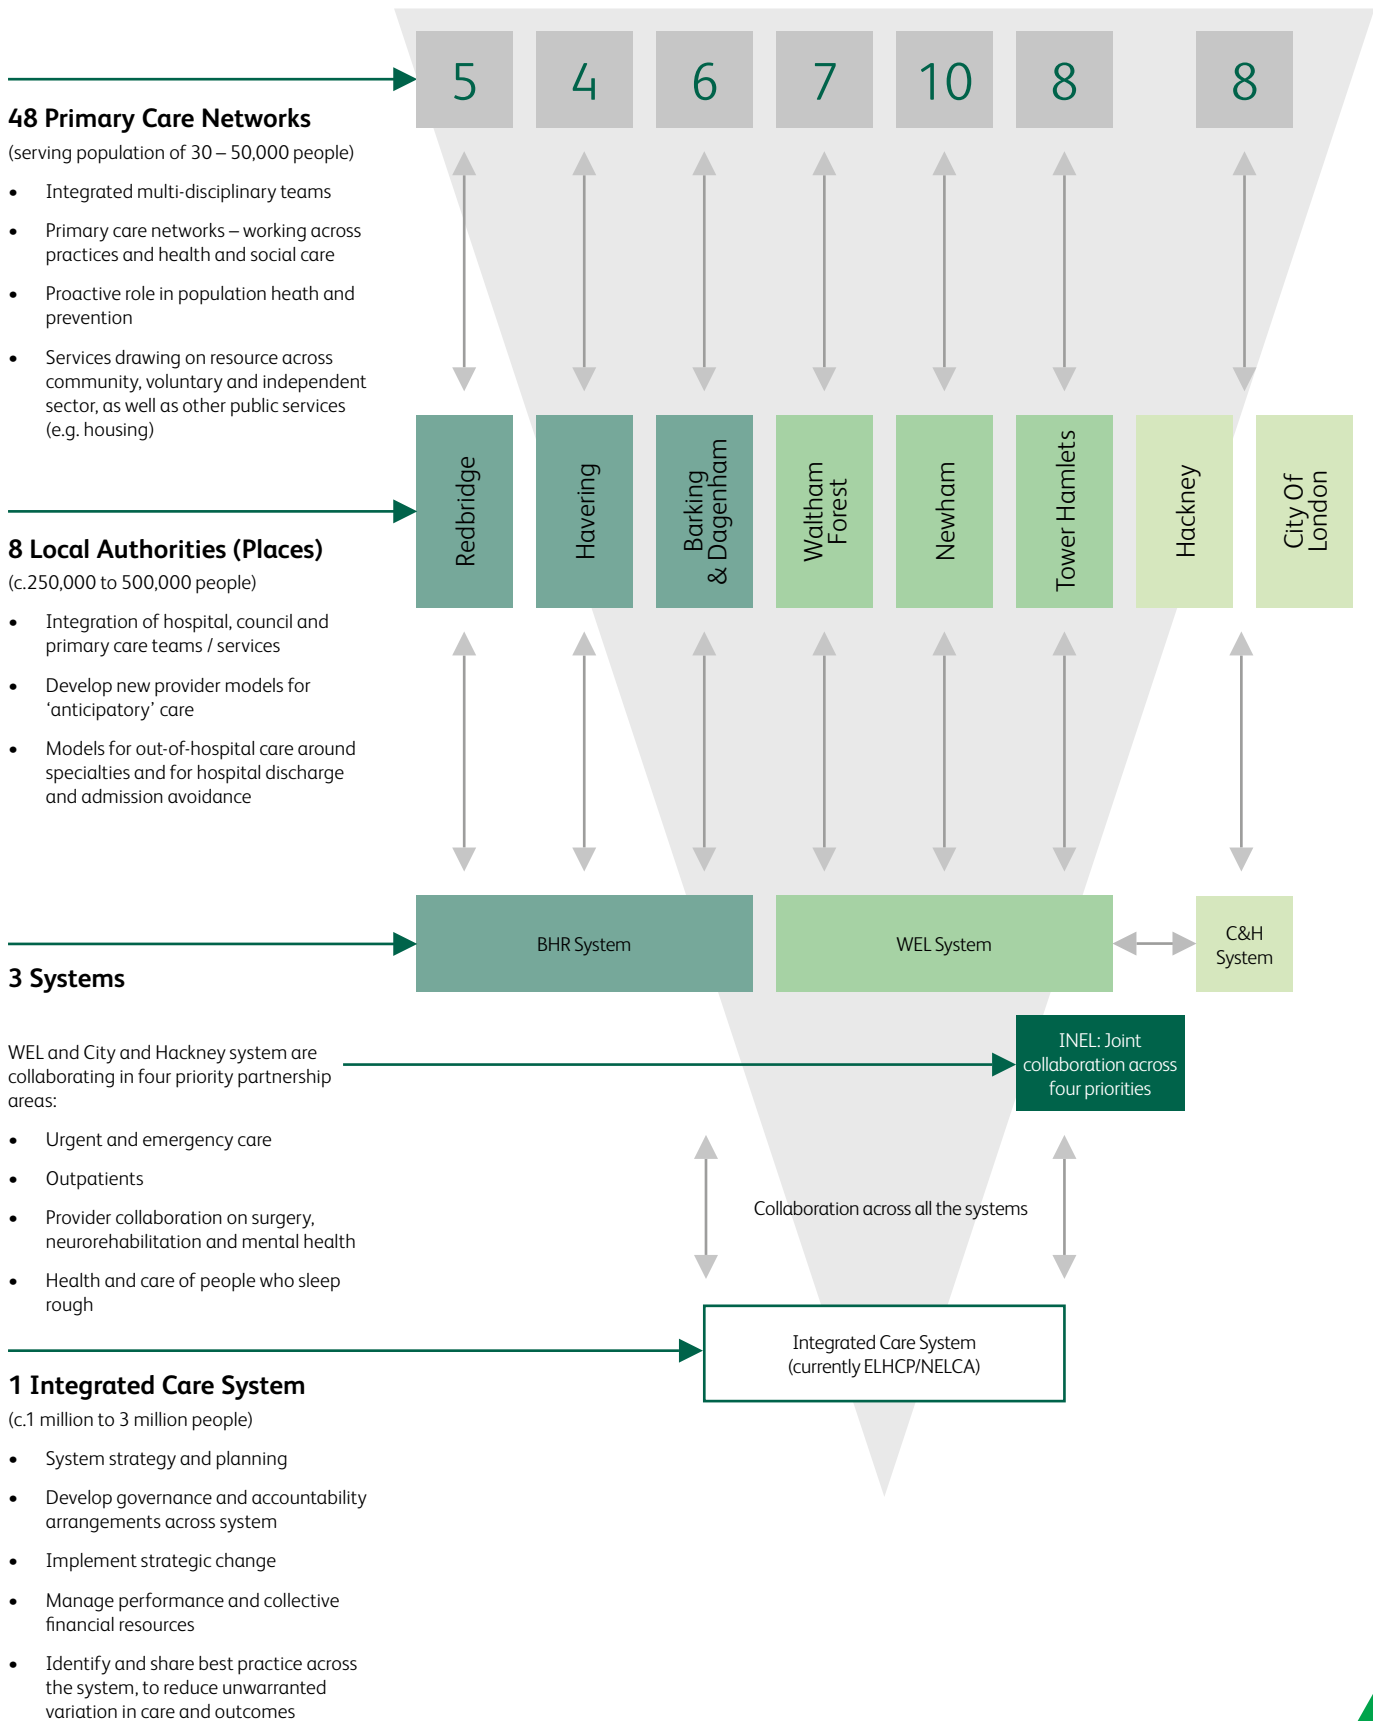 5
4
6
7
10
8
8
48 Primary Care Networks
(serving population of 30 – 50,000 people)
• Integrated multi-disciplinary teams
• Primary care networks – working across
practices and health and social care
• Proactive role in population heath and
prevention
• Services drawing on resource across
community, voluntary and independent
sector, as well as other public services
(e.g. housing)
Redbridge
Havering
Barking
& Dagenham
Waltham
Forest
Newham
Tower Hamlets
Hackney
City Of
London
8 Local Authorities (Places)
(c.250,000 to 500,000 people)
• Integration of hospital, council and
primary care teams / services
• Develop new provider models for
‘anticipatory’ care
• Models for out-of-hospital care around
specialties and for hospital discharge
and admission avoidance
BHR System
WEL System
C&H
System
3 Systems
WEL and City and Hackney system are
collaborating in four priority partnership
areas:
• Urgent and emergency care
• Outpatients
• Provider collaboration on surgery,
neurorehabilitation and mental health
• Health and care of people who sleep
rough
INEL: Joint
collaboration across
four priorities
Collaboration across all the systems
Integrated Care System
(currently ELHCP/NELCA)
1 Integrated Care System
(c.1 million to 3 million people)
• System strategy and planning
• Develop governance and accountability
arrangements across system
• Implement strategic change
• Manage performance and collective
financial resources
• Identify and share best practice across
the system, to reduce unwarranted
variation in care and outcomes